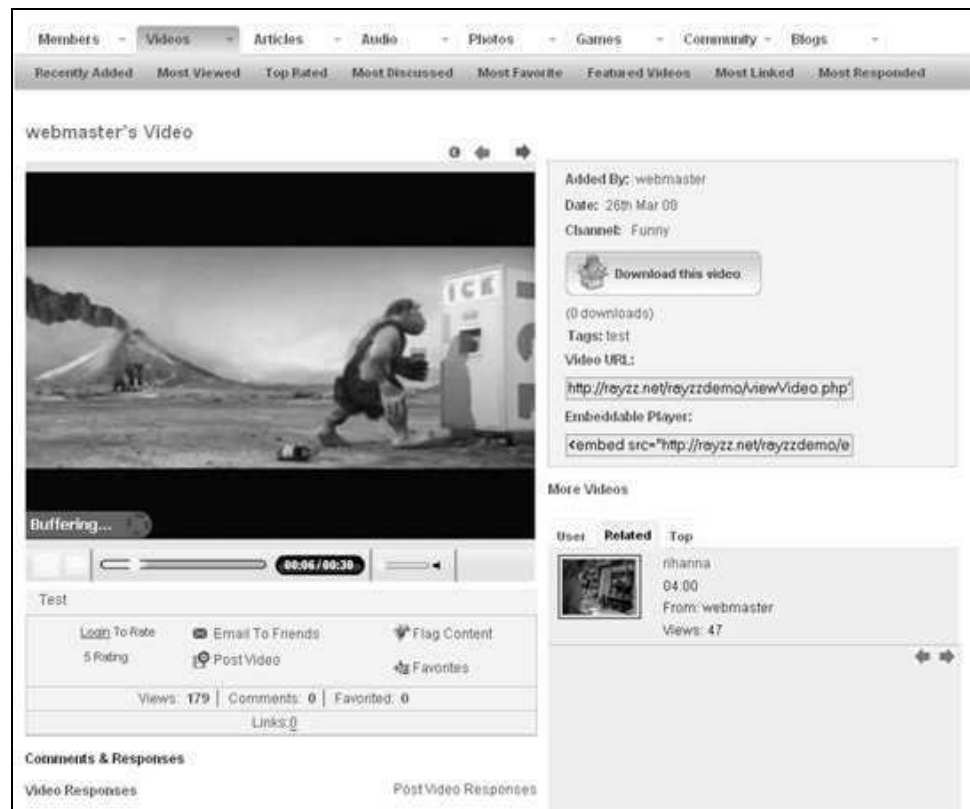 Members Videos Articles Audio Photos Games Community Blogs
Recently Added Most Viewed Top Rated Most Discussed Most Favorite Featured Videos Most Linked Most Responded
webmaster's Video
ICE
Buffering...
00:06/00:30
Test
Login To Rate
5 Rating
Email To Friends
Post Video
Flag Content
Favorites
Views: 179 | Comments: 0 | Favorited: 0
Links:0
Comments & Responses
Video Responses Post Video Responses
Added By: webmaster
Date: 26th Mar 08
Channel: Funny
Download this video
(0 downloads)
Tags: test
Video URL:
http://rayzz.net/rayzzdemo/viewVideo.php
Embeddable Player:
<embed src="http://rayzz.net/rayzzdemo/e
More Videos
User Related Top
rihanna
04:00
From: webmaster
Views: 47